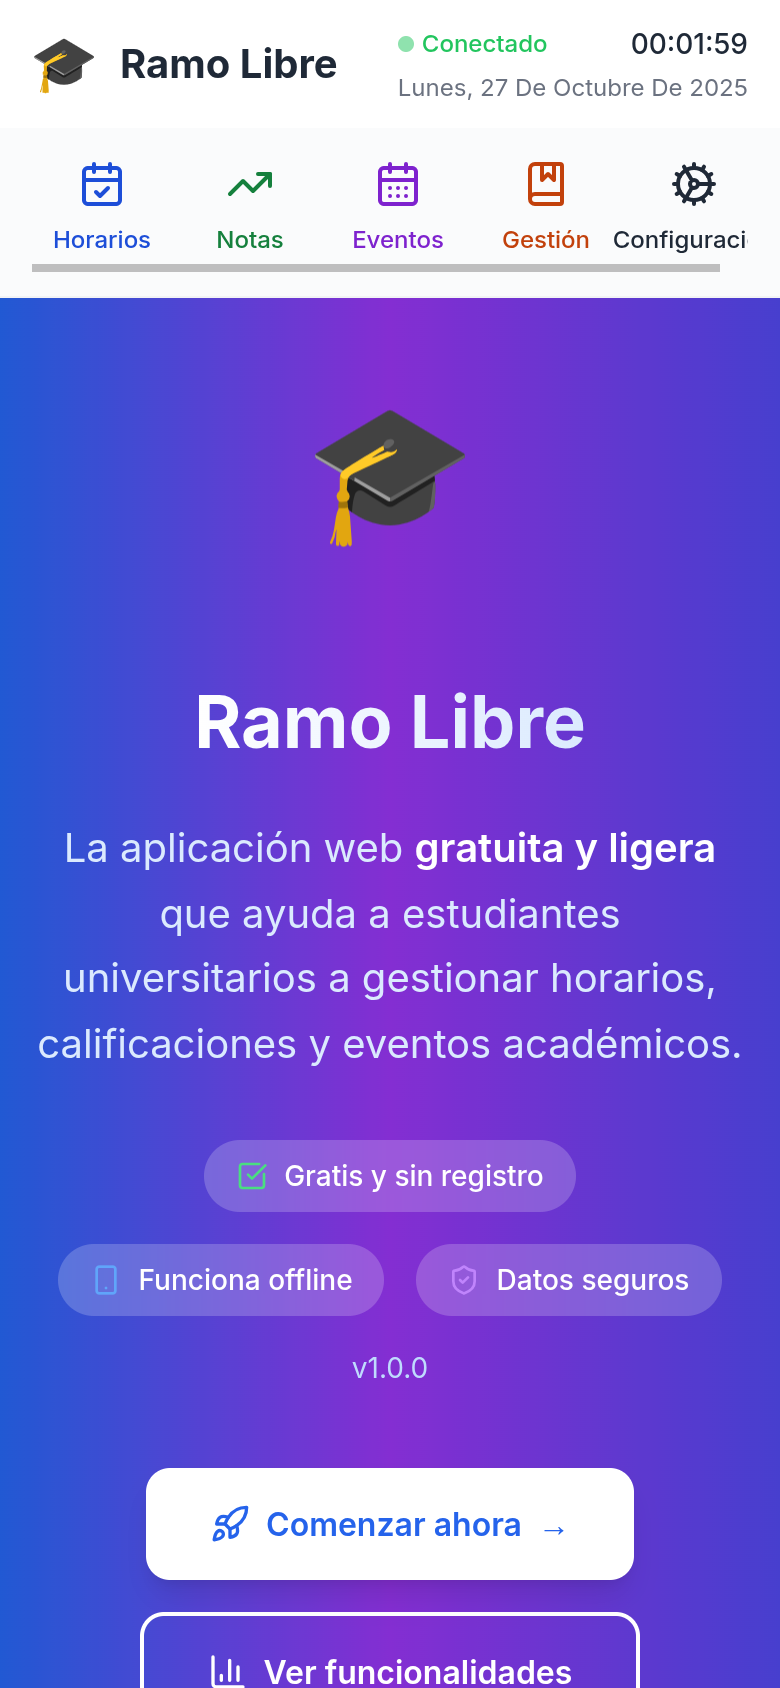 Ramo Libre
Conectado
00:01:59
Lunes, 27 De Octubre De 2025
Horarios
Notas
Eventos
Gestión
Configuraci
Ramo Libre
La aplicación web gratuita y ligera
que ayuda a estudiantes
universitarios a gestionar horarios,
calificaciones y eventos académicos.
Gratis y sin registro
Funciona offline
Datos seguros
v1.0.0
Comenzar ahora →
Ver funcionalidades